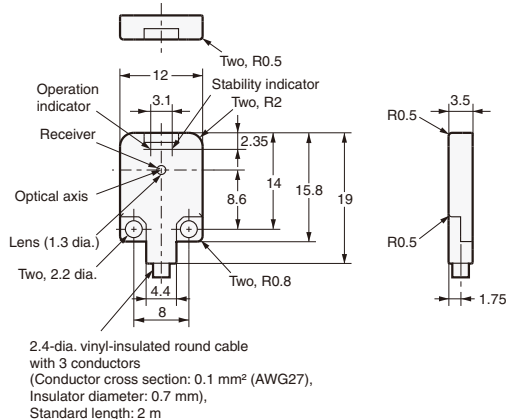 Two, R0.5
12
Stability indicator
Operation
indicator
3.1
Two, R2
Receiver
2.35
Optical axis
8.6
14
15.8
19
Lens (1.3 dia.)
Two, 2.2 dia.
Two, R0.8
4.4
8
3.5
R0.5
R0.5
1.75
2.4-dia. vinyl-insulated round cable
with 3 conductors
(Conductor cross section: 0.1 mm² (AWG27),
Insulator diameter: 0.7 mm),
Standard length: 2 m